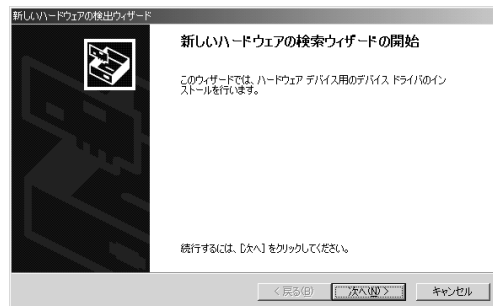 新しいハードウェアの検出ウィザード
新しいハードウェアの検索ウィザードの開始
このウィザードでは、ハードウェア デバイス用のデバイス ドライバのイン
ストールを行います。
続行するには、[次へ] をクリックしてください。
< 戻る(B)
次へ(N) >
キャンセル